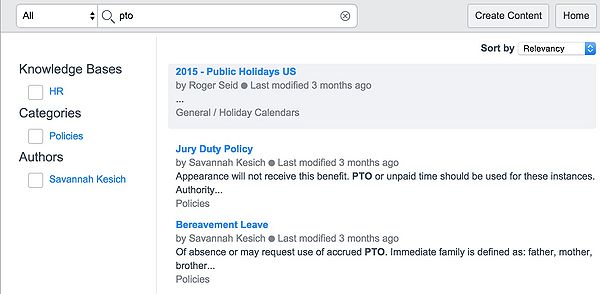 All
pto
Create Content
Home
Sort by Relevancy
Knowledge Bases
HR
Categories
Policies
Authors
Savannah Kesich
2015 - Public Holidays US
by Roger Seid ● Last modified 3 months ago
...
General / Holiday Calendars
Jury Duty Policy
by Savannah Kesich ● Last modified 3 months ago
Appearance will not receive this benefit. PTO or unpaid time should be used for these instances.
Authority...
Policies
Bereavement Leave
by Savannah Kesich ● Last modified 3 months ago
Of absence or may request use of accrued PTO. Immediate family is defined as: father, mother,
brother...
Policies